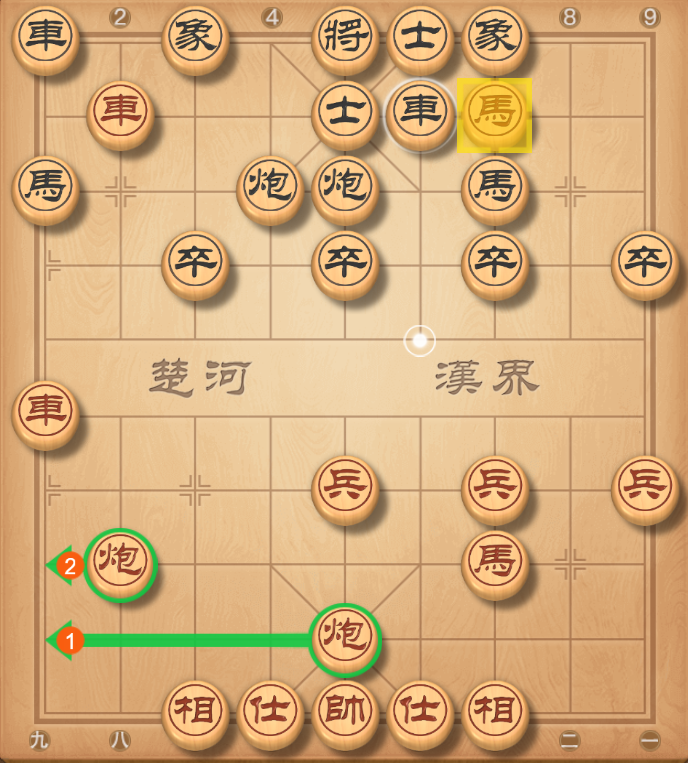 2 4 8 9
車 象 將 士 象
車 士 車 馬
馬 炮 炮 馬
卒 卒 卒 卒
楚河 漢界
車
兵 兵 兵
2 炮 馬
1 炮
相 仕 帥 仕 相
九 八 二 一